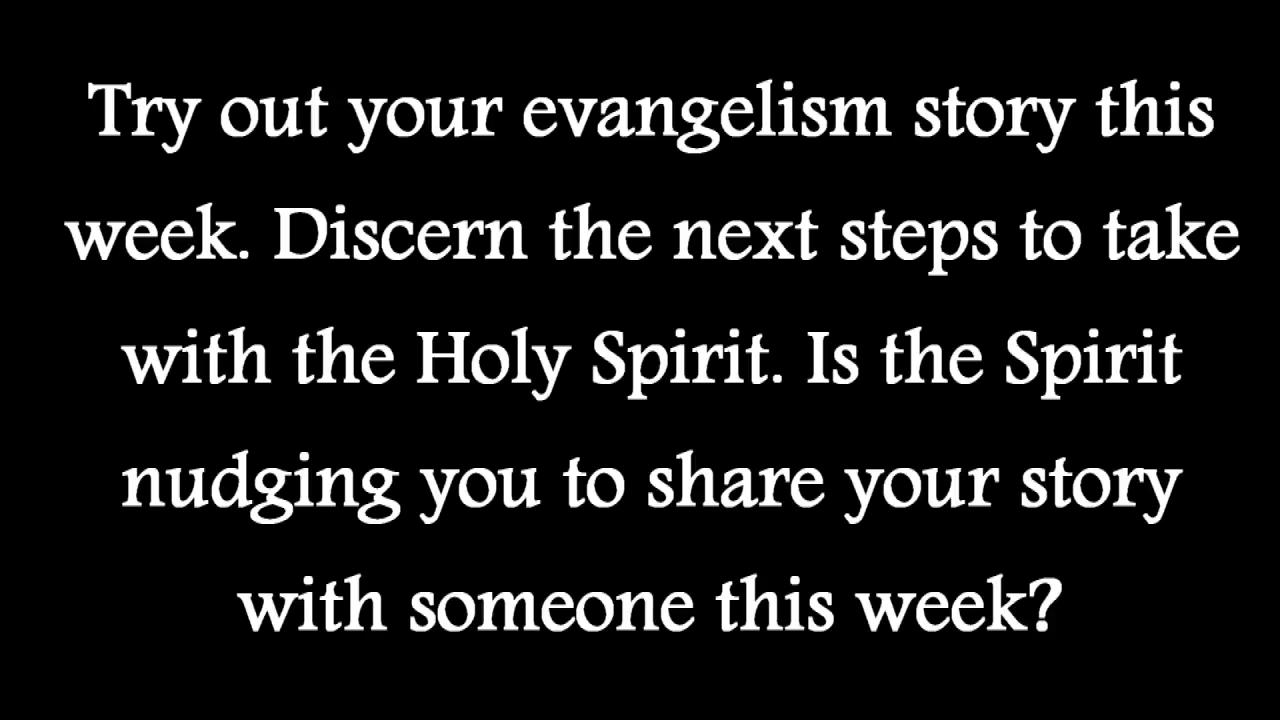 Try out your evangelism story this
week. Discern the next steps to take
with the Holy Spirit. Is the Spirit
nudging you to share your story
with someone this week?